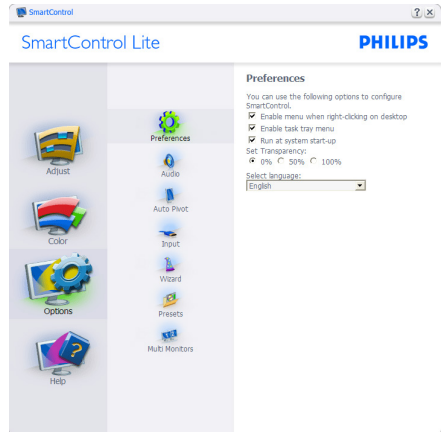 SmartControl
? x
SmartControl Lite
PHILIPS
Adjust
Color
Options
Help
Preferences
Audio
Auto Pivot
Input
Wizard
Presets
Multi Monitors
Preferences
You can use the following options to configure
SmartControl.
Enable menu when right-clicking on desktop
Enable task tray menu
Run at system start-up
Set Transparency:
0% 50% 100%
Select language:
English